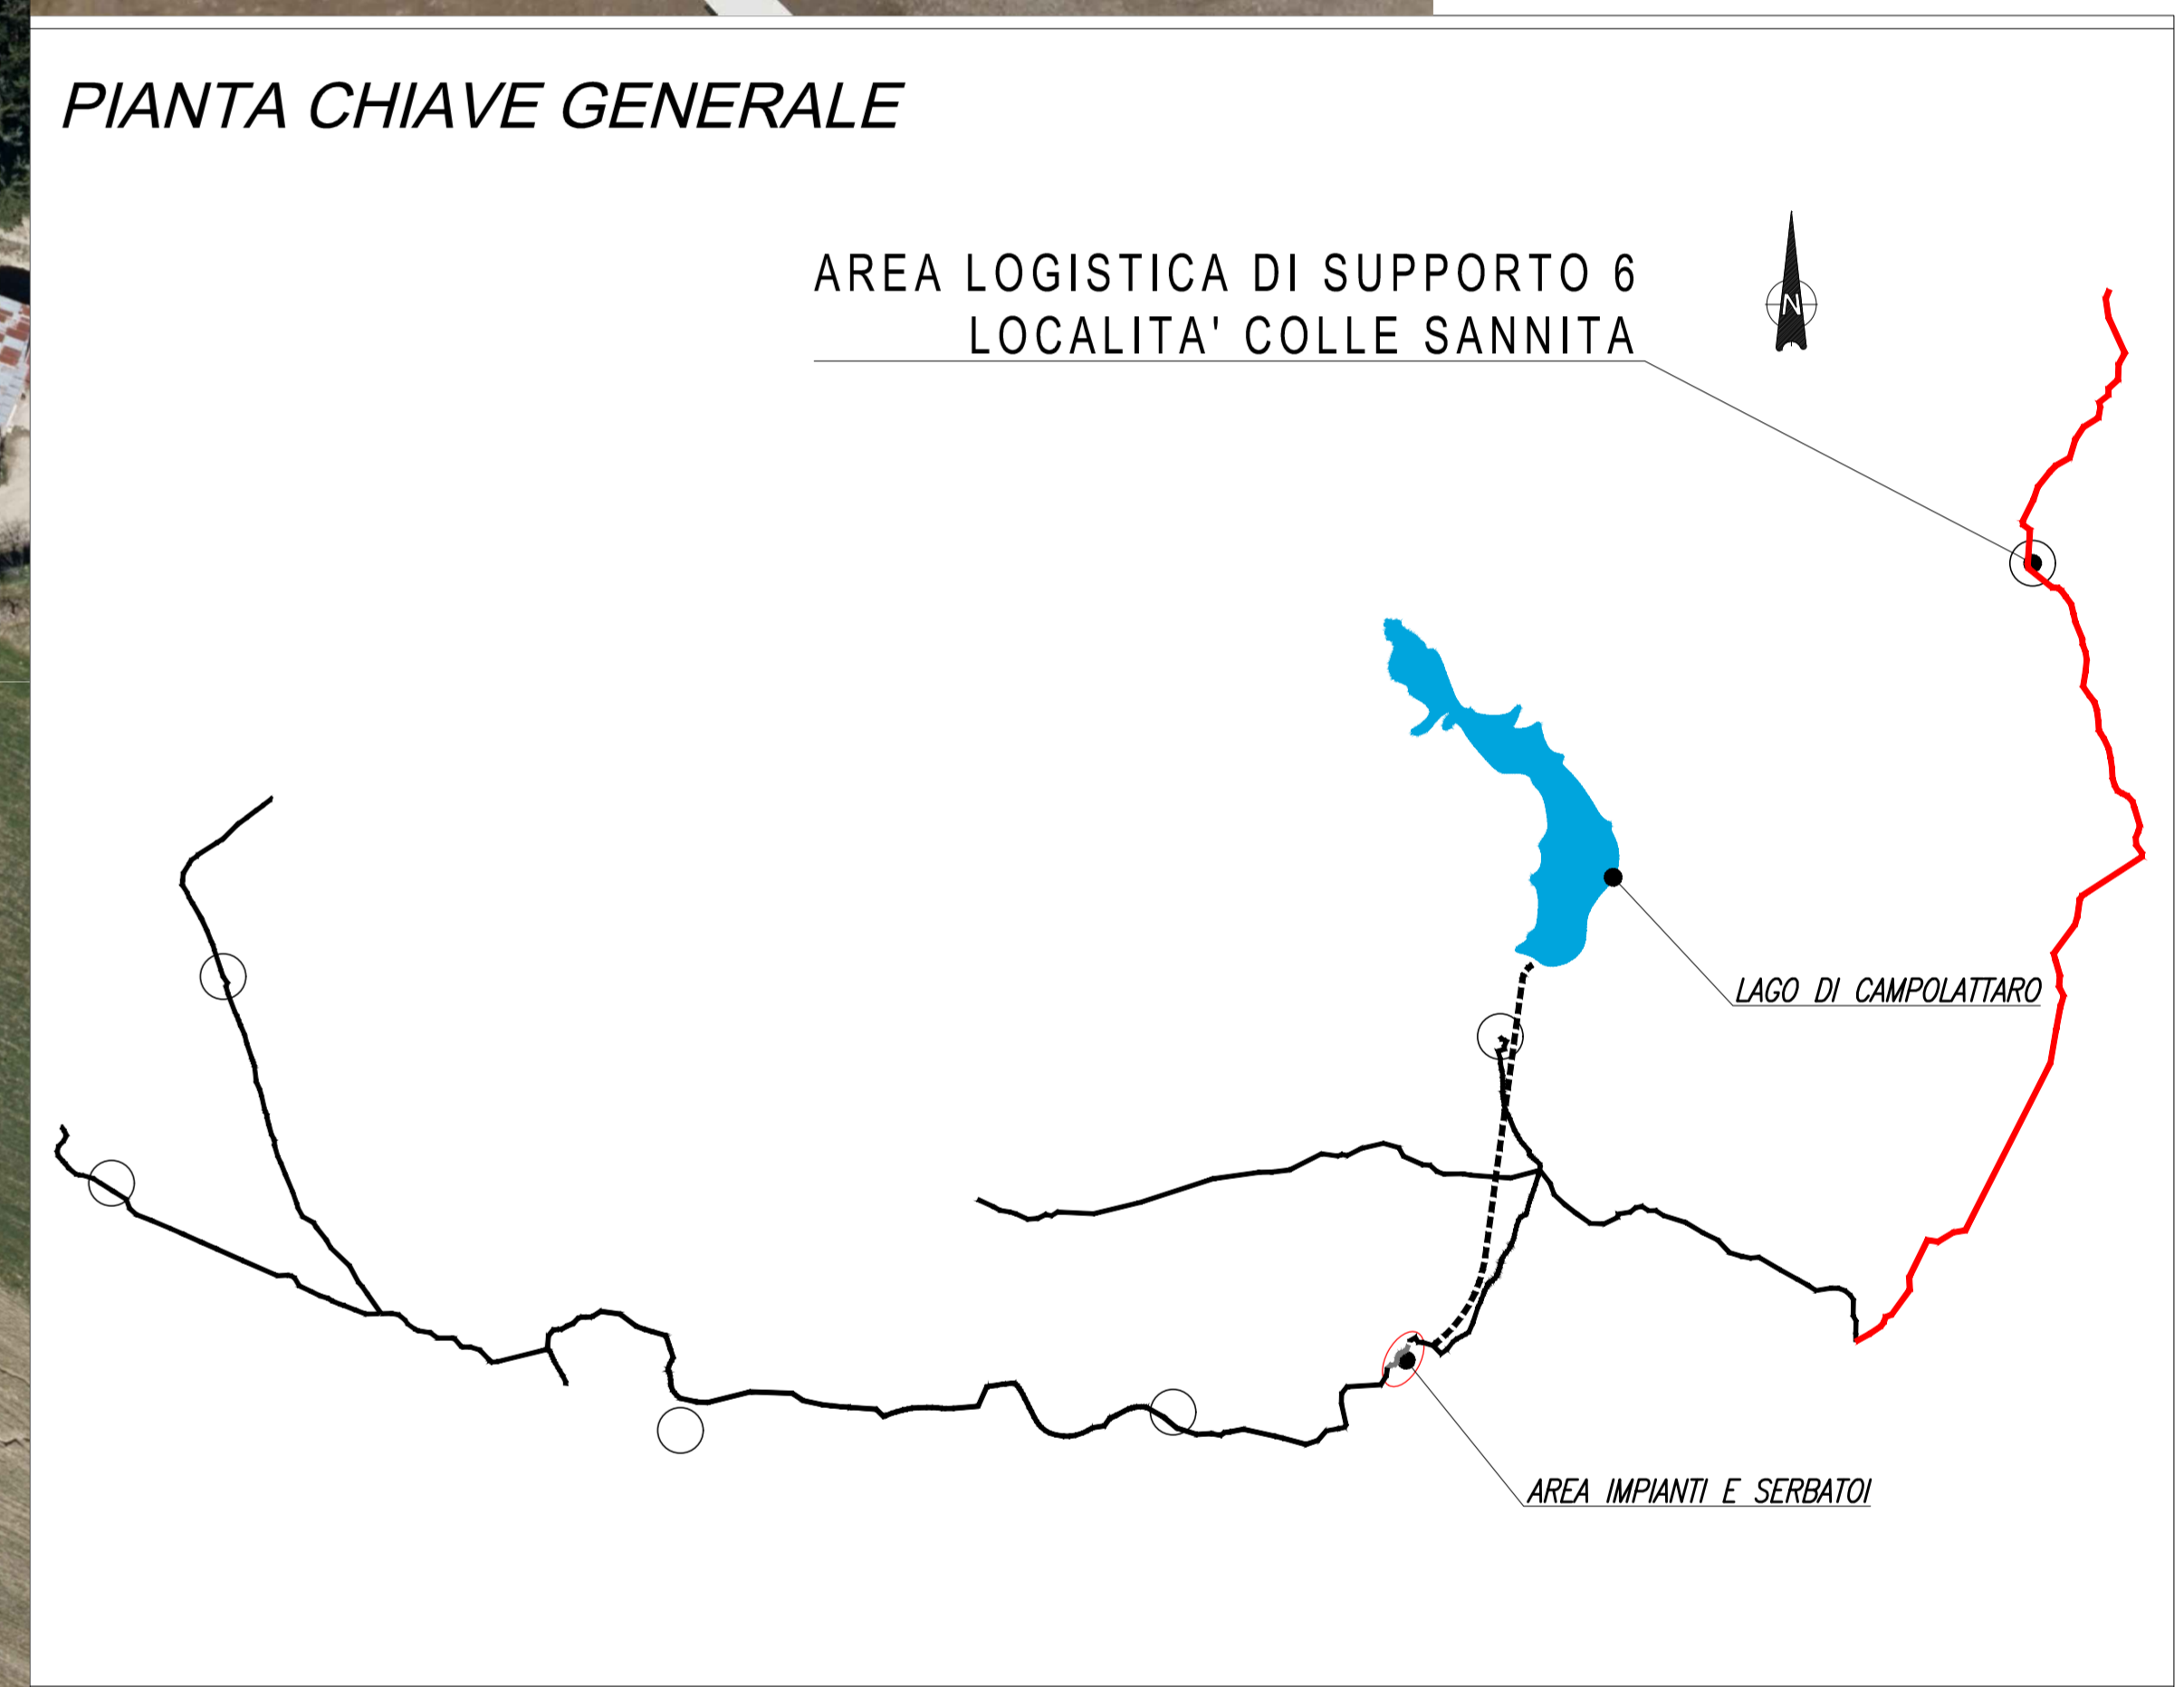 PIANTA CHIAVE GENERALE
AREA LOGISTICA DI SUPPORTO 6
LOCALITA' COLLE SANNITA
N
LAGO DI CAMPOLATTARO
AREA IMPIANTI E SERBATOI